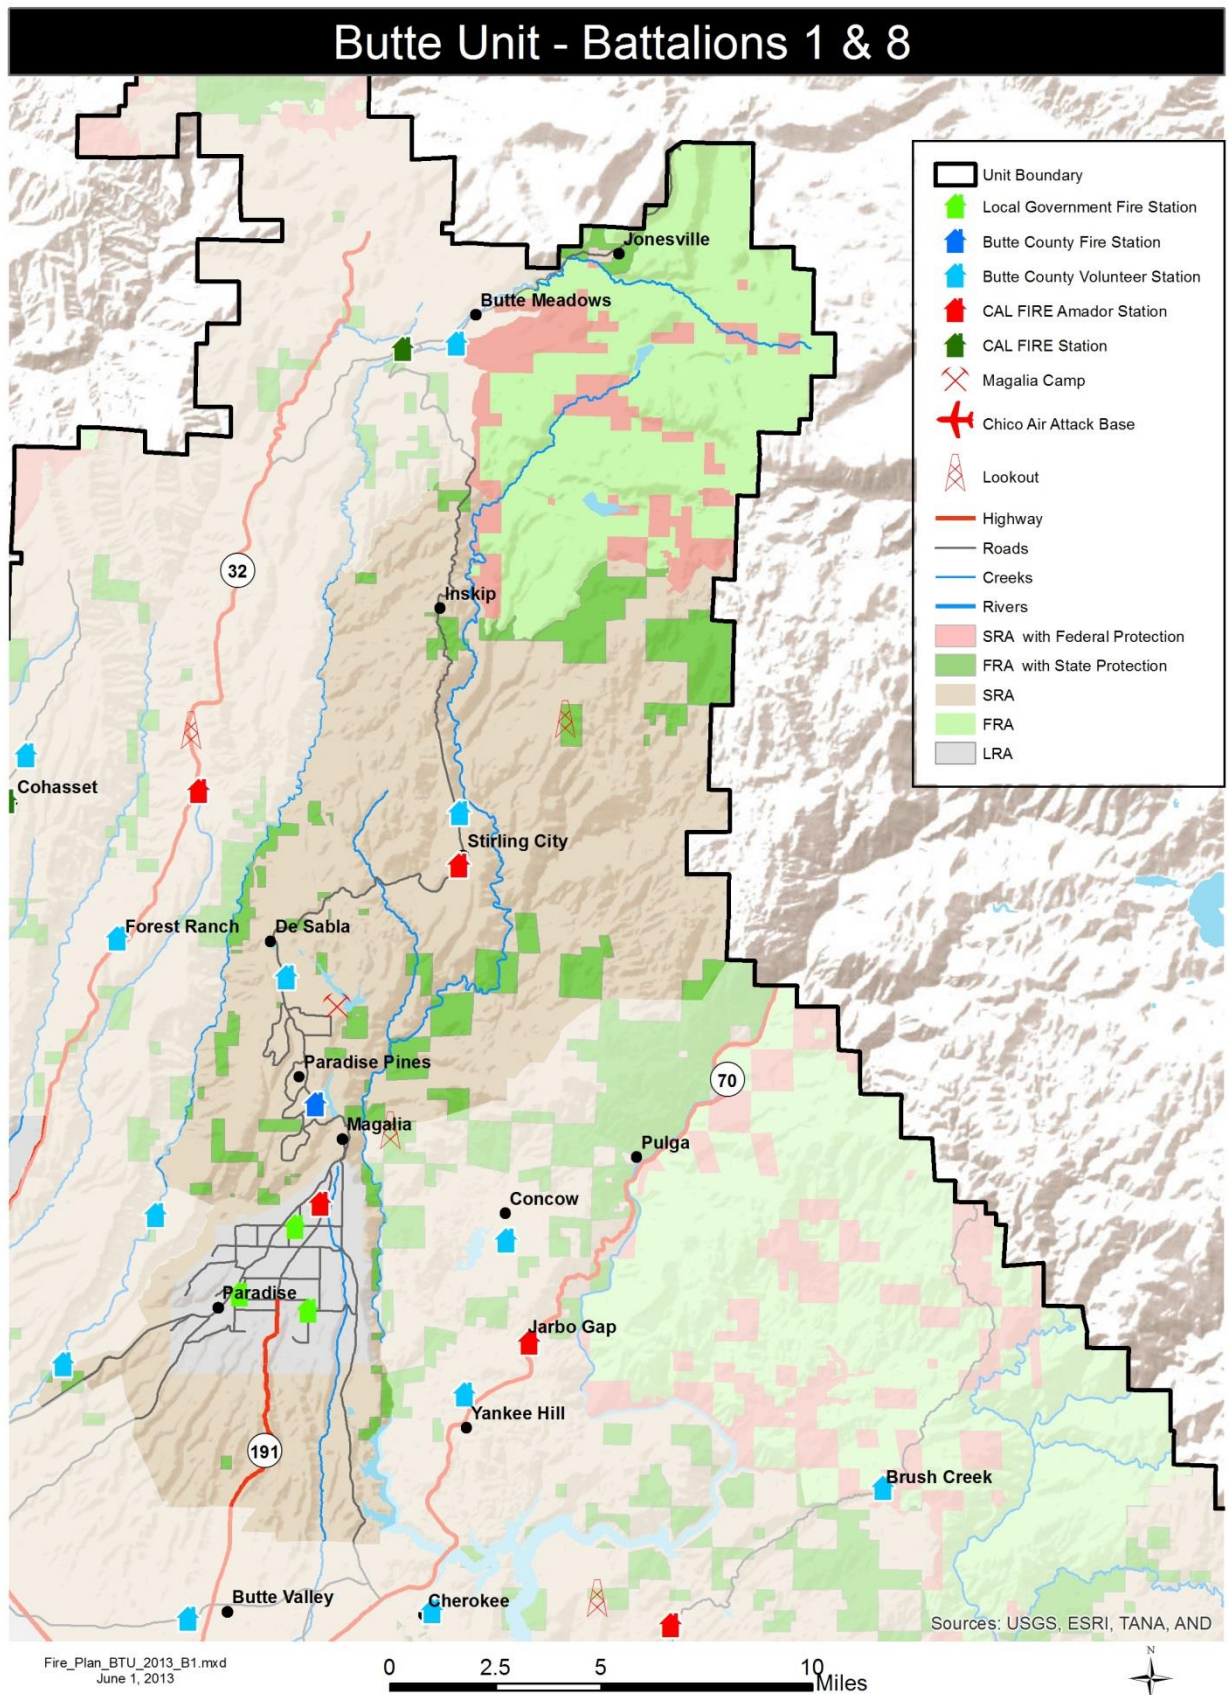 Butte Unit - Battalions 1 & 8
Unit Boundary
Local Government Fire Station
Butte County Fire Station
Butte County Volunteer Station
CAL FIRE Amador Station
CAL FIRE Station
Magalia Camp
Chico Air Attack Base
Lookout
Highway
Roads
Creeks
Rivers
SRA with Federal Protection
FRA with State Protection
SRA
FRA
LRA
Jonesville
Butte Meadows
32
Inskip
Cohasset
Stirling City
Forest Ranch
De Sabla
Paradise Pines
70
Magalia
Pulga
Concow
Paradise
Jarbo Gap
Yankee Hill
191
Brush Creek
Butte Valley
Cherokee
Sources: USGS, ESRI, TANA, AND
Fire_Plan_BTU_2013_B1.mxd
June 1, 2013
0 2.5 5 10
Miles
N